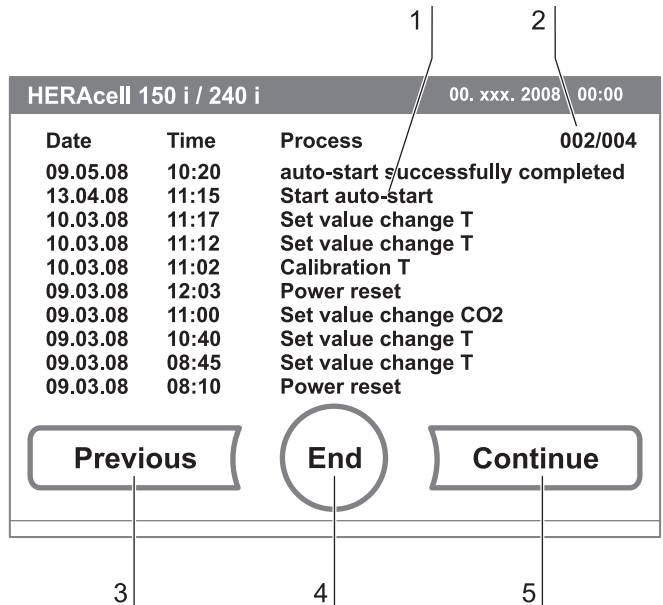 1 2
HERAcell 150 i / 240 i 00. xxx. 2008 00:00
Date Time Process 002/004
09.05.08 10:20 auto-start successfully completed
13.04.08 11:15 Start auto-start
10.03.08 11:17 Set value change T
10.03.08 11:12 Set value change T
10.03.08 11:02 Calibration T
09.03.08 12:03 Power reset
09.03.08 11:00 Set value change CO2
09.03.08 10:40 Set value change T
09.03.08 08:45 Set value change T
09.03.08 08:10 Power reset
Previous End Continue
3 4 5